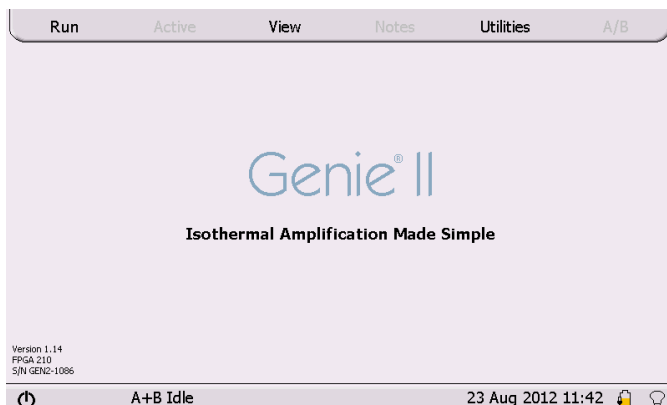 Run Active View Notes Utilities A/B
Genie® II
Isothermal Amplification Made Simple
Version 1.14
FPGA 210
S/N GEN2-1086
A+B Idle 23 Aug 2012 11:42